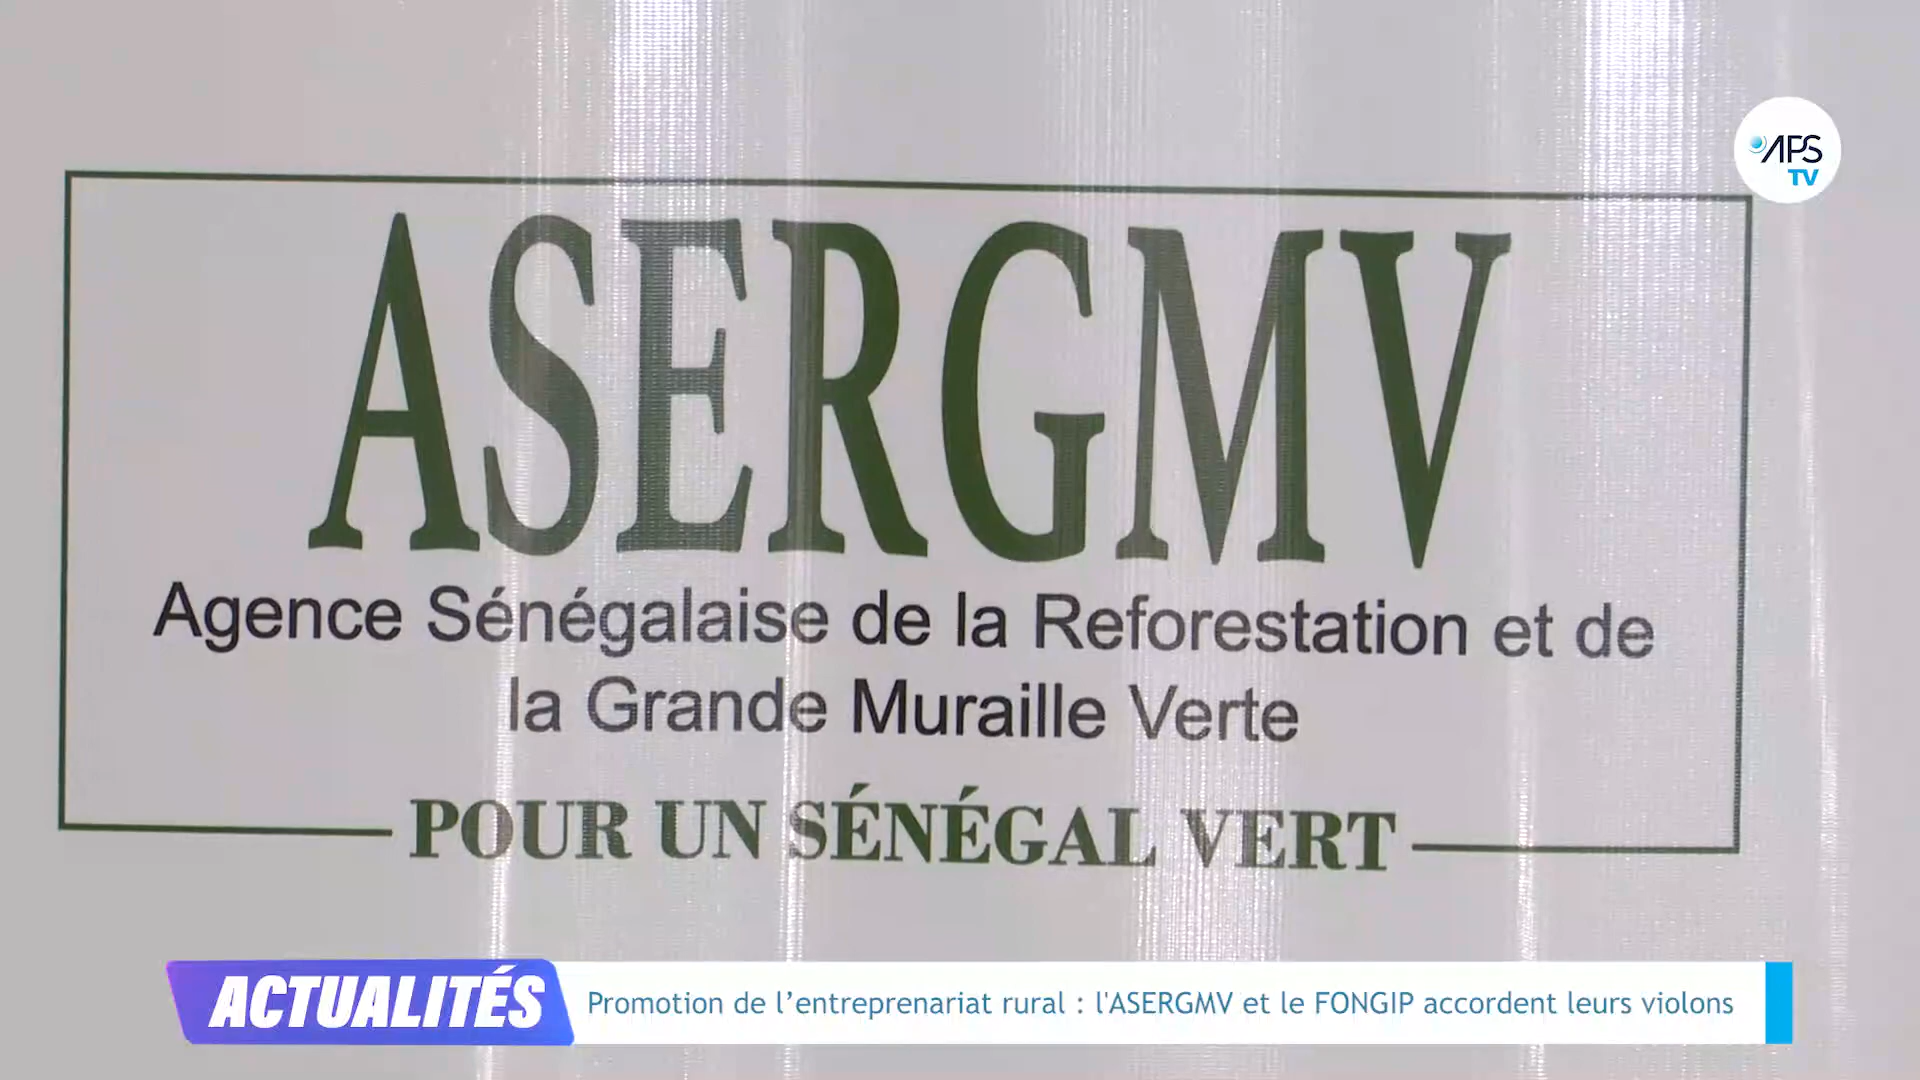 APS
TV
ASERGMV
Agence Sénégalaise de la Reforestation et de
la Grande Muraille Verte
POUR UN SÉNÉGAL VERT
ACTUALITÉS
Promotion de l’entreprenariat rural : l'ASERGMV et le FONGIP accordent leurs violons